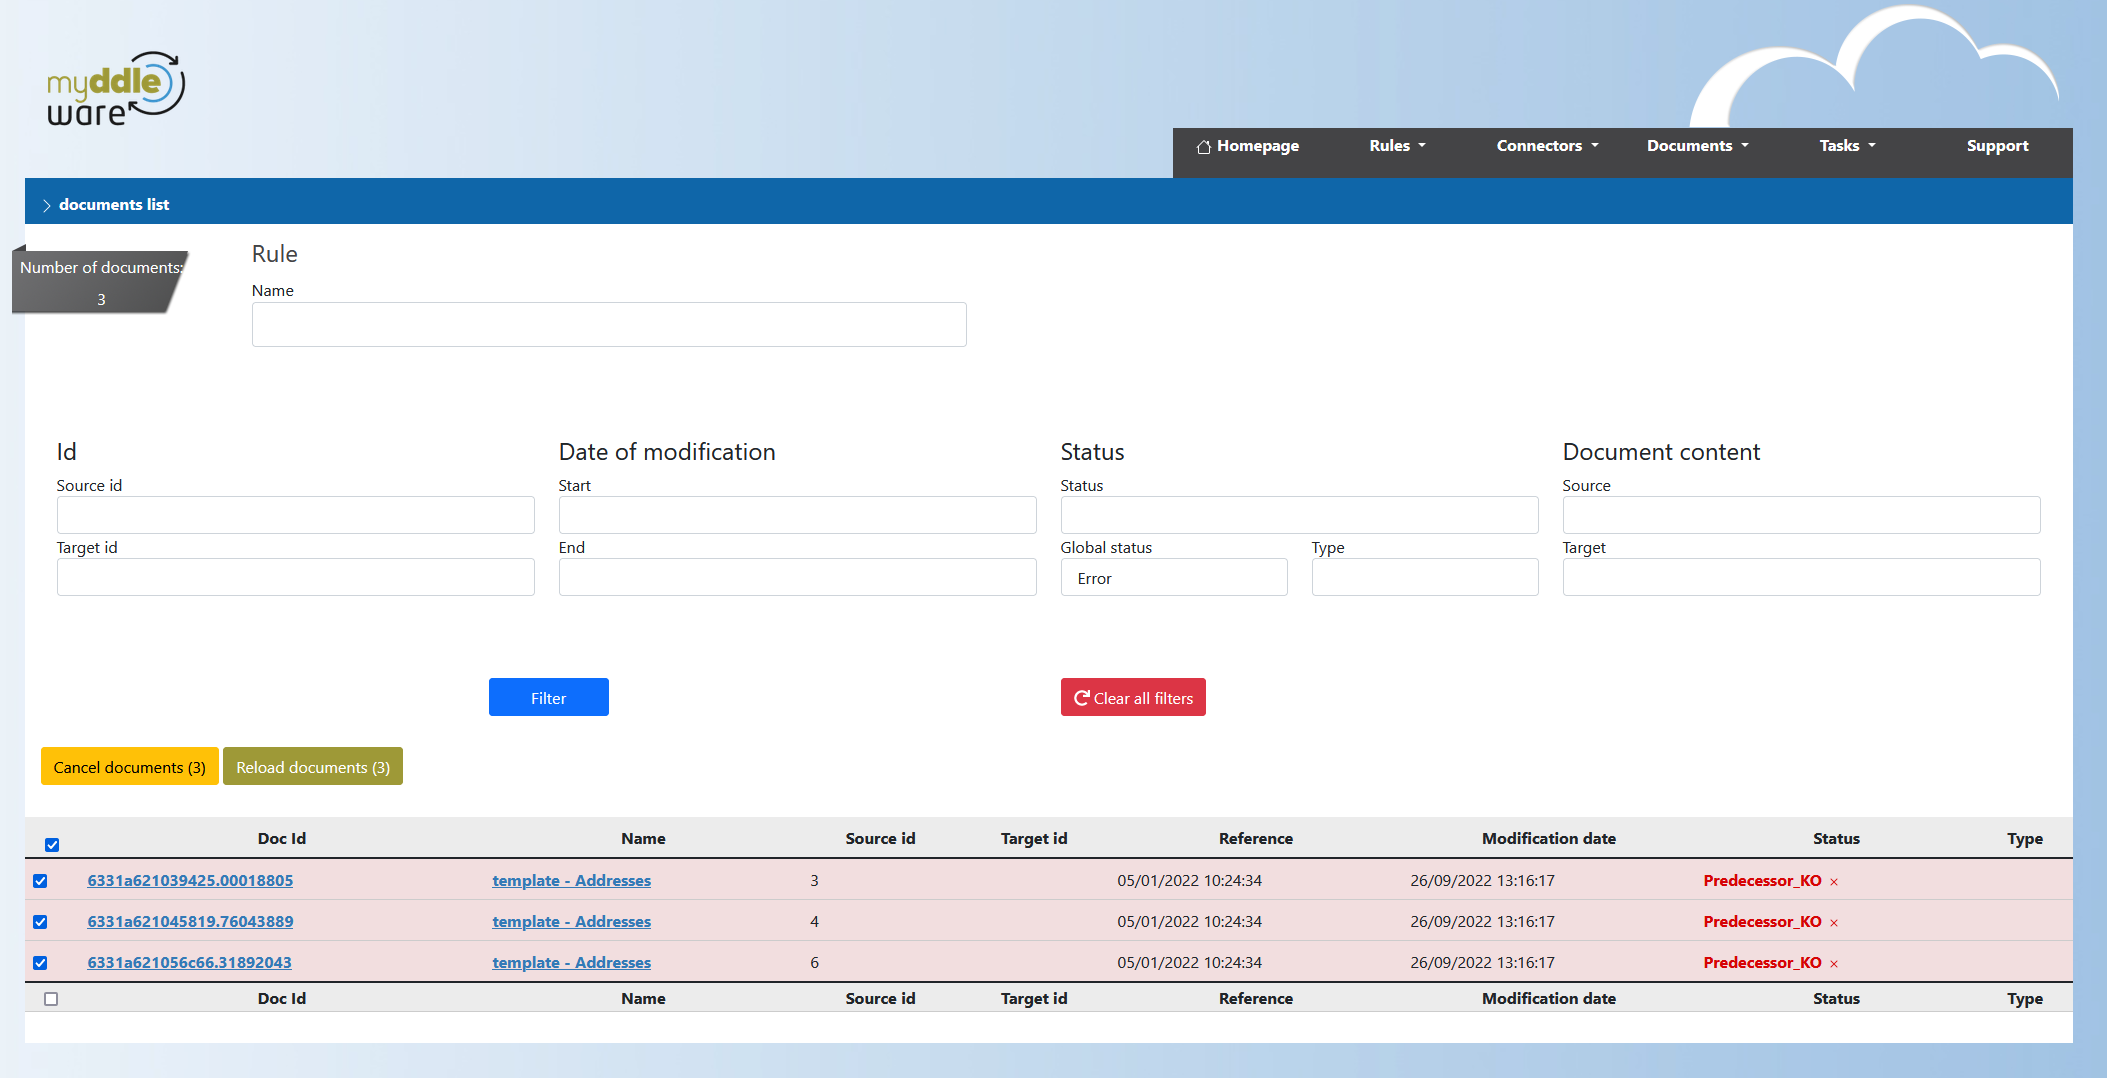 myddle
ware
Homepage Rules Connectors Documents Tasks Support
documents list
Number of documents:
3
Rule
Name
Id Date of modification Status Document content
Source id Start Status Source
Target id End Global status Type Target
Error
Filter Clear all filters
Cancel documents (3) Reload documents (3)
Doc Id Name Source id Target id Reference Modification date Status Type
6331a621039425.00018805 template - Addresses 3 05/01/2022 10:24:34 26/09/2022 13:16:17 Predecessor_KO ×
6331a621045819.76043889 template - Addresses 4 05/01/2022 10:24:34 26/09/2022 13:16:17 Predecessor_KO ×
6331a621056c66.31892043 template - Addresses 6 05/01/2022 10:24:34 26/09/2022 13:16:17 Predecessor_KO ×
Doc Id Name Source id Target id Reference Modification date Status Type